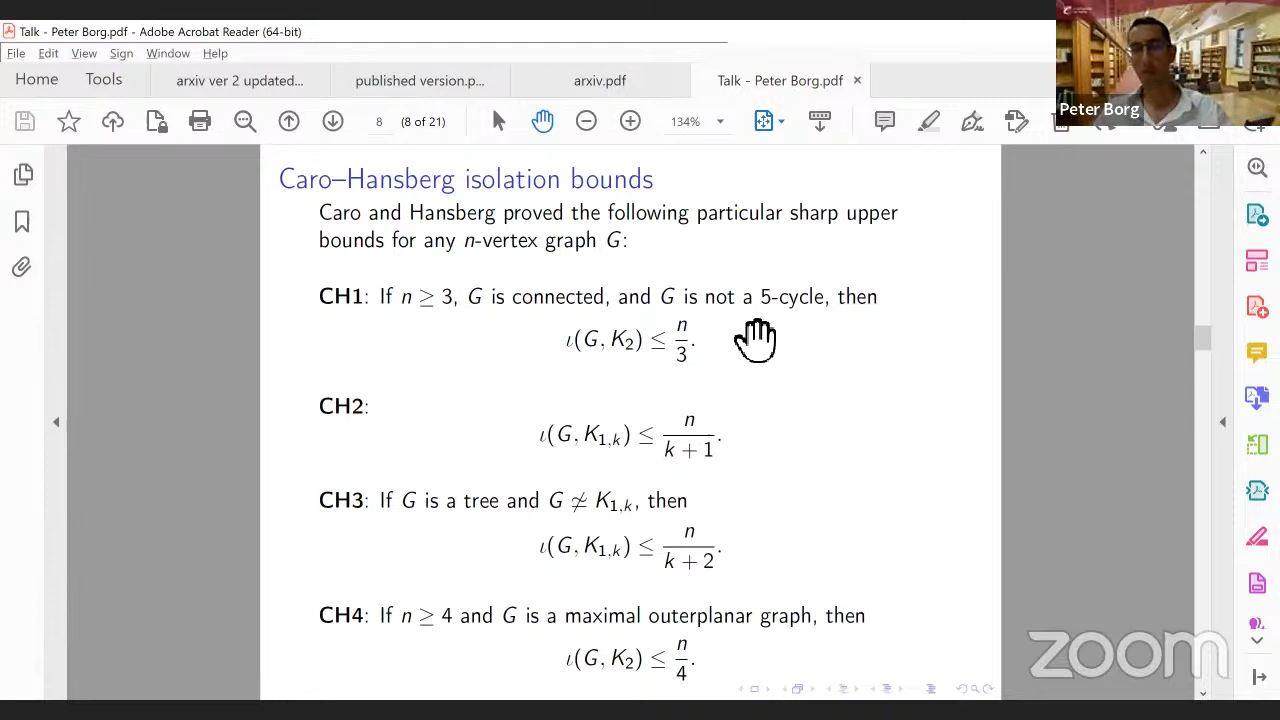 Talk - Peter Borg.pdf - Adobe Acrobat Reader (64-bit)
File Edit View Sign Window Help
Home Tools arxiv ver 2 updated... published version.p... arxiv.pdf Talk - Peter Borg.pdf ×
8 (8 of 21) 134%
Peter Borg
Caro–Hansberg isolation bounds
Caro and Hansberg proved the following particular sharp upper
bounds for any n-vertex graph G:
CH1: If n ≥ 3, G is connected, and G is not a 5-cycle, then
ι(G, K₂) ≤ n/3.
CH2:
ι(G, K₁,ₖ) ≤ n/(k + 1).
CH3: If G is a tree and G ≄ K₁,ₖ, then
ι(G, K₁,ₖ) ≤ n/(k + 2).
CH4: If n ≥ 4 and G is a maximal outerplanar graph, then
ι(G, K₂) ≤ n/4.
zoom